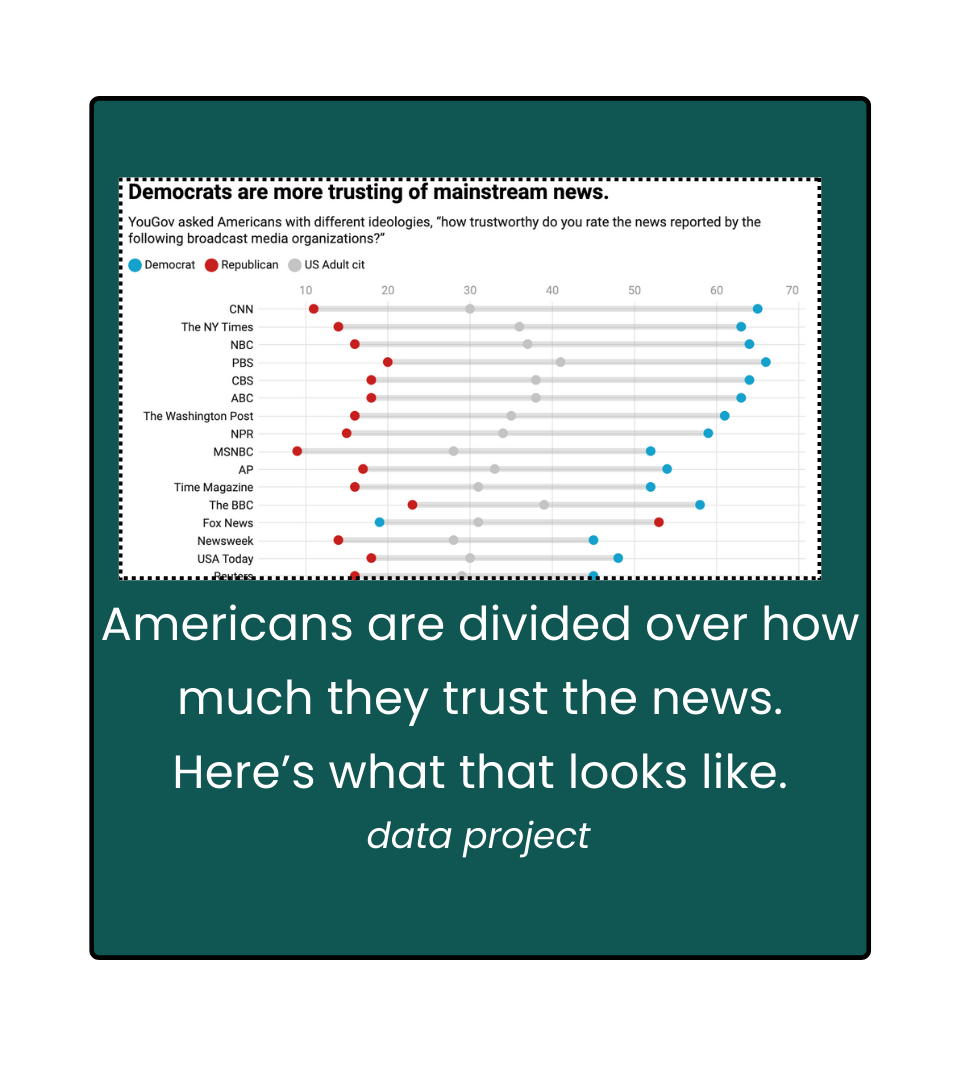 Democrats are more trusting of mainstream news.
YouGov asked Americans with different ideologies, “how trustworthy do you rate the news reported by the
following broadcast media organizations?”
Democrat Republican US Adult cit
10 20 30 40 50 60 70
CNN
The NY Times
NBC
PBS
CBS
ABC
The Washington Post
NPR
MSNBC
AP
Time Magazine
The BBC
Fox News
Newsweek
USA Today
Reuters
Americans are divided over how
much they trust the news.
Here’s what that looks like.
data project